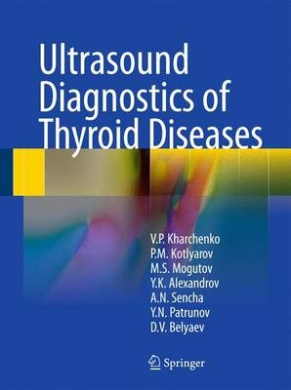 Ultrasound
Diagnostics of
Thyroid Diseases
V.P. Kharchenko
P.M. Kotlyarov
M.S. Mogutov
Y.K. Alexandrov
A.N. Sencha
Y.N. Patrunov
D.V. Belyaev
Springer